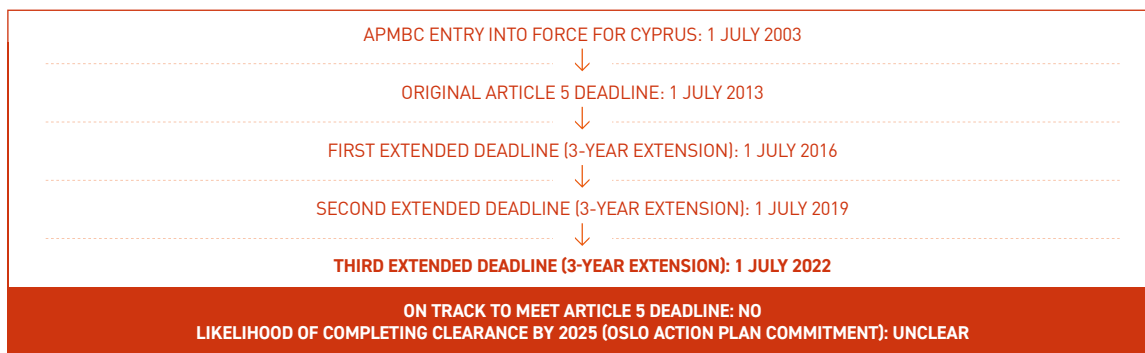 APMBC ENTRY INTO FORCE FOR CYPRUS: 1 JULY 2003
ORIGINAL ARTICLE 5 DEADLINE: 1 JULY 2013
FIRST EXTENDED DEADLINE (3-YEAR EXTENSION): 1 JULY 2016
SECOND EXTENDED DEADLINE (3-YEAR EXTENSION): 1 JULY 2019
THIRD EXTENDED DEADLINE (3-YEAR EXTENSION): 1 JULY 2022
ON TRACK TO MEET ARTICLE 5 DEADLINE: NO
LIKELIHOOD OF COMPLETING CLEARANCE BY 2025 (OSLO ACTION PLAN COMMITMENT): UNCLEAR